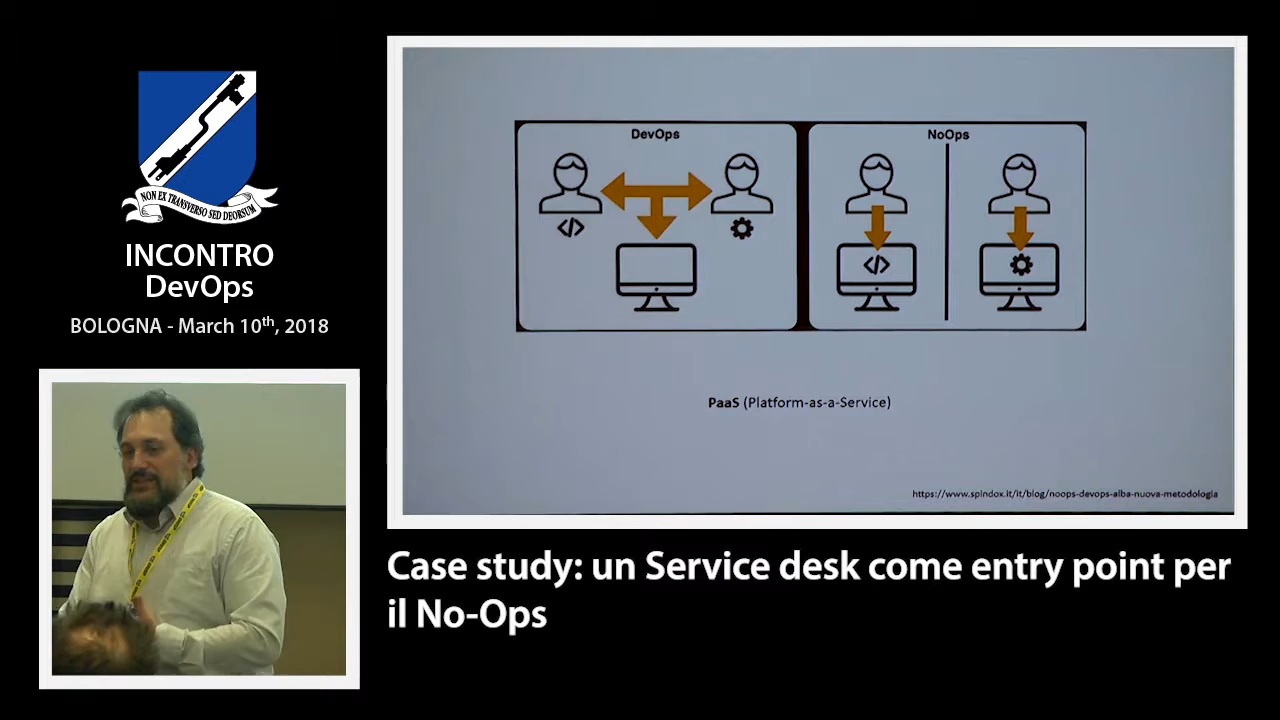 NON EX TRANSVERSO SED DEORSUM
INCONTRO
DevOps
BOLOGNA - March 10th, 2018
DevOps
NoOps
</>
</>
PaaS (Platform-as-a-Service)
https://www.spindox.it/it/blog/noops-devops-alba-nuova-metodologia
Case study: un Service desk come entry point per
il No-Ops